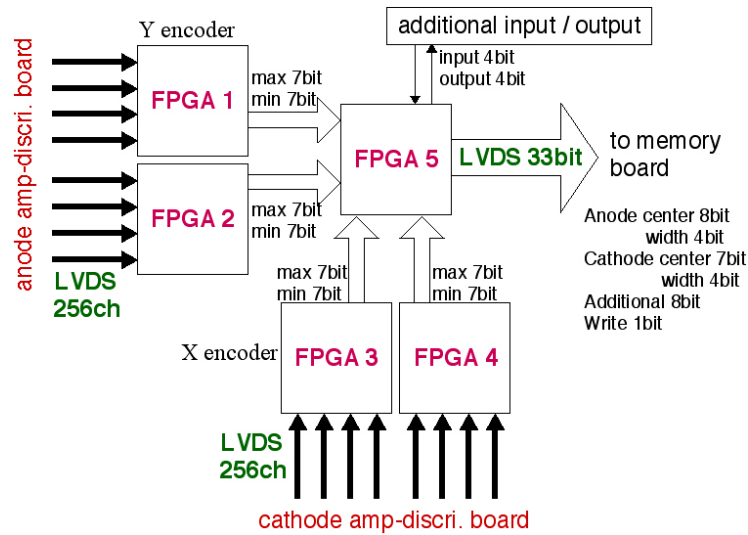 additional input / output
Y encoder
input 4bit
output 4bit
max 7bit
min 7bit
FPGA 1
anode amp-discri. board
FPGA 5
LVDS 33bit
to memory
board
FPGA 2
max 7bit
min 7bit
Anode center 8bit
width 4bit
Cathode center 7bit
width 4bit
Additional 8bit
Write 1bit
LVDS
256ch
max 7bit
min 7bit
max 7bit
min 7bit
X encoder
FPGA 3
FPGA 4
LVDS
256ch
cathode amp-discri. board